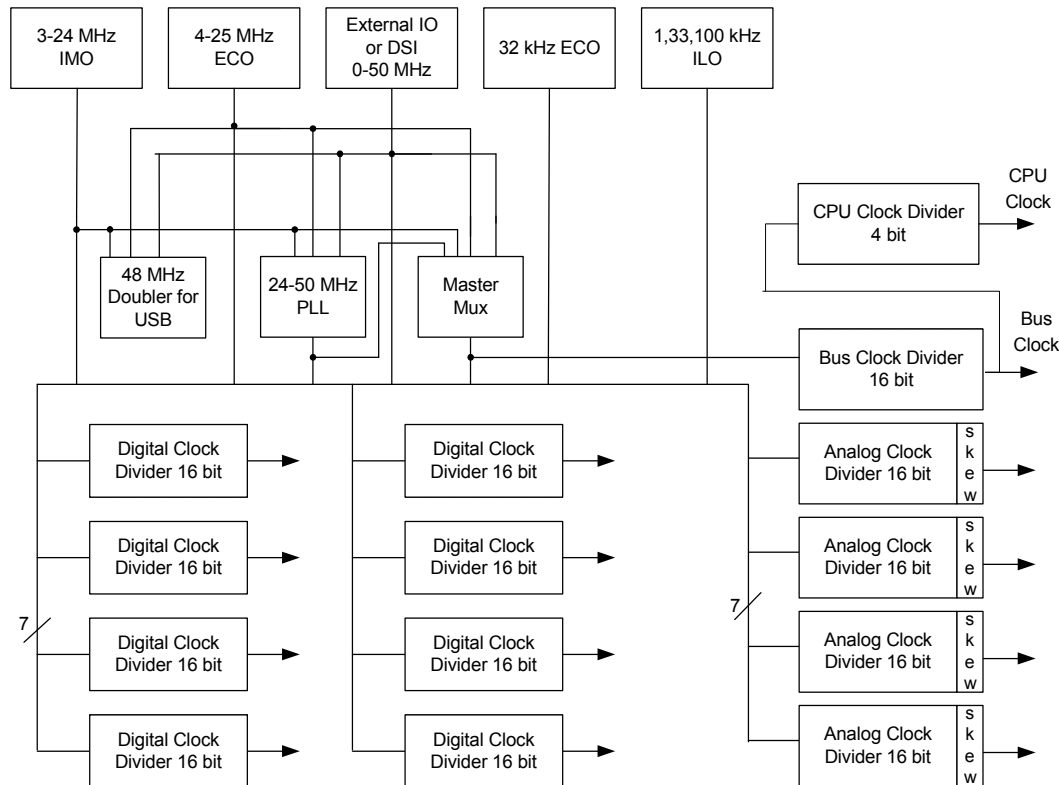 3-24 MHz
IMO
4-25 MHz
ECO
External IO
or DSI
0-50 MHz
32 kHz ECO
1,33,100 kHz
ILO
CPU
Clock
CPU Clock Divider
4 bit
48 MHz
Doubler for
USB
24-50 MHz
PLL
Master
Mux
Bus
Clock
Bus Clock Divider
16 bit
Digital Clock
Divider 16 bit
Digital Clock
Divider 16 bit
Analog Clock
Divider 16 bit
s
k
e
w
Digital Clock
Divider 16 bit
Digital Clock
Divider 16 bit
Analog Clock
Divider 16 bit
s
k
e
w
7
7
Digital Clock
Divider 16 bit
Digital Clock
Divider 16 bit
Analog Clock
Divider 16 bit
s
k
e
w
Digital Clock
Divider 16 bit
Digital Clock
Divider 16 bit
Analog Clock
Divider 16 bit
s
k
e
w